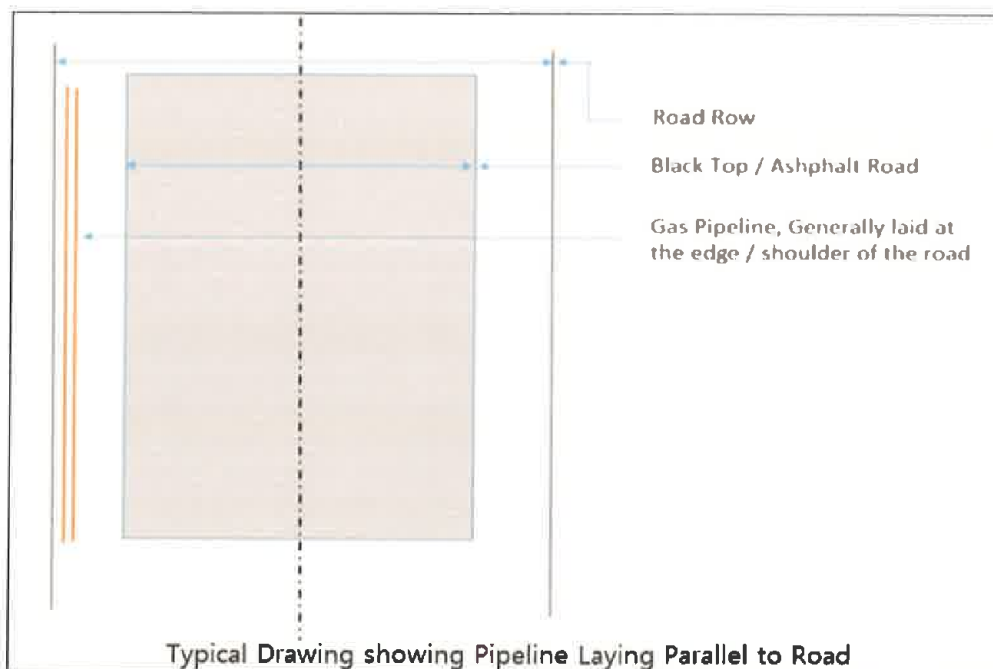 Road Row
Black Top / Ashphalt Road
Gas Pipeline, Generally laid at
the edge / shoulder of the road
Typical Drawing showing Pipeline Laying Parallel to Road